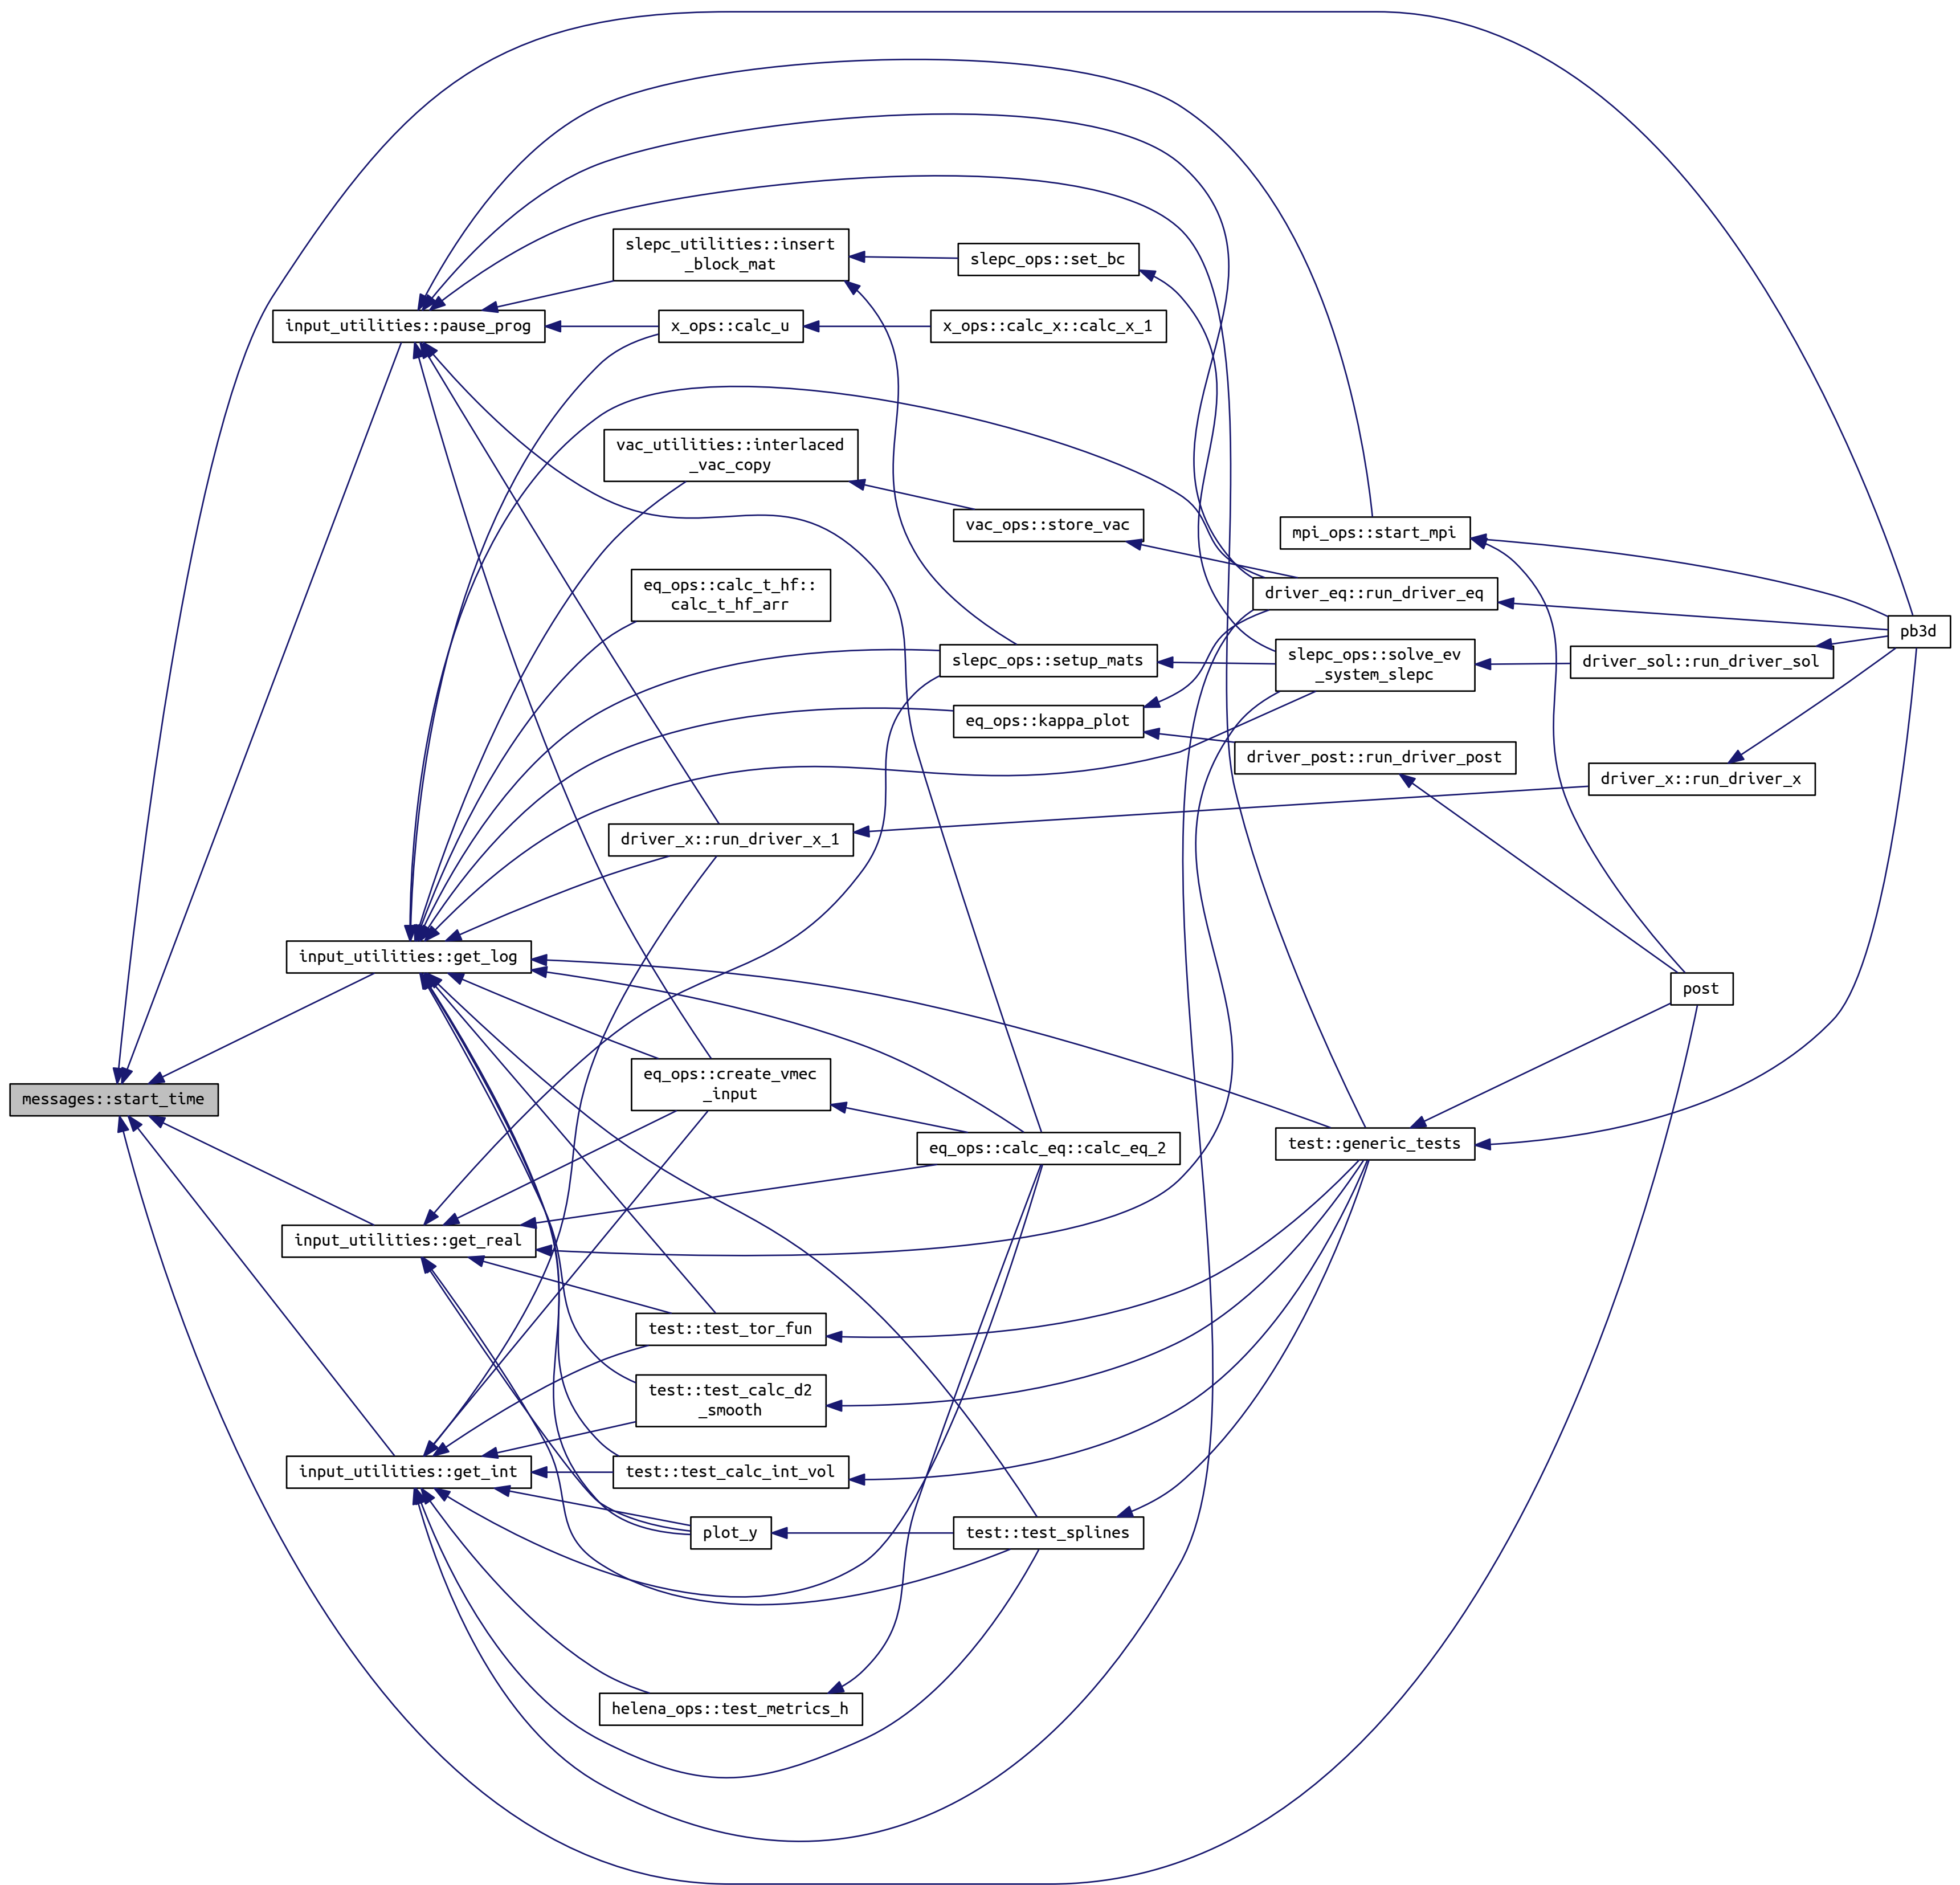 slepc_utilities::insert
_block_mat
slepc_ops::set_bc
input_utilities::pause_prog
x_ops::calc_u
x_ops::calc_x::calc_x_1
vac_utilities::interlaced
_vac_copy
vac_ops::store_vac
mpi_ops::start_mpi
eq_ops::calc_t_hf::
calc_t_hf_arr
driver_eq::run_driver_eq
pb3d
slepc_ops::setup_mats
slepc_ops::solve_ev
_system_slepc
driver_sol::run_driver_sol
eq_ops::kappa_plot
driver_post::run_driver_post
driver_x::run_driver_x
driver_x::run_driver_x_1
input_utilities::get_log
post
messages::start_time
eq_ops::create_vmec
_input
eq_ops::calc_eq::calc_eq_2
test::generic_tests
input_utilities::get_real
test::test_tor_fun
test::test_calc_d2
_smooth
input_utilities::get_int
test::test_calc_int_vol
plot_y
test::test_splines
helena_ops::test_metrics_h